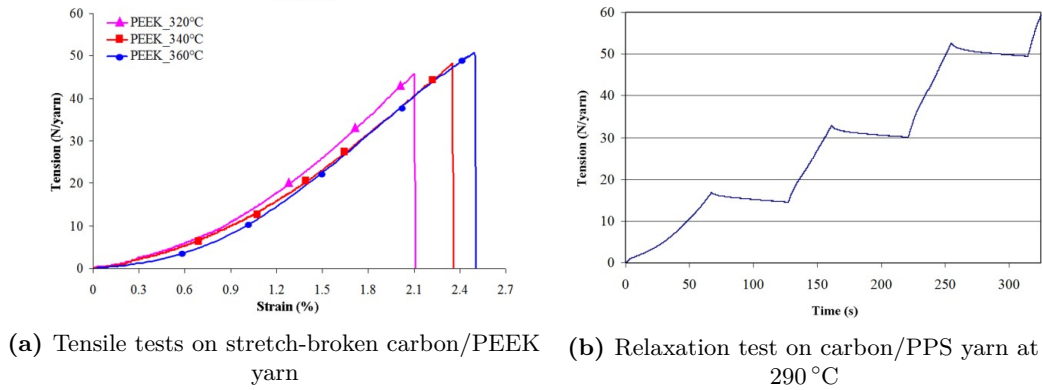 PEEK_320°C
PEEK_340°C
PEEK_360°C
Tension (N/yarn)
60
50
40
30
20
10
0
0 0.3 0.6 0.9 1.2 1.5 1.8 2.1 2.4 2.7
Strain (%)
(a) Tensile tests on stretch-broken carbon/PEEK
yarn
Tension (N/yarn)
60
50
40
30
20
10
0
0 50 100 150 200 250 300
Time (s)
(b) Relaxation test on carbon/PPS yarn at
290 °C